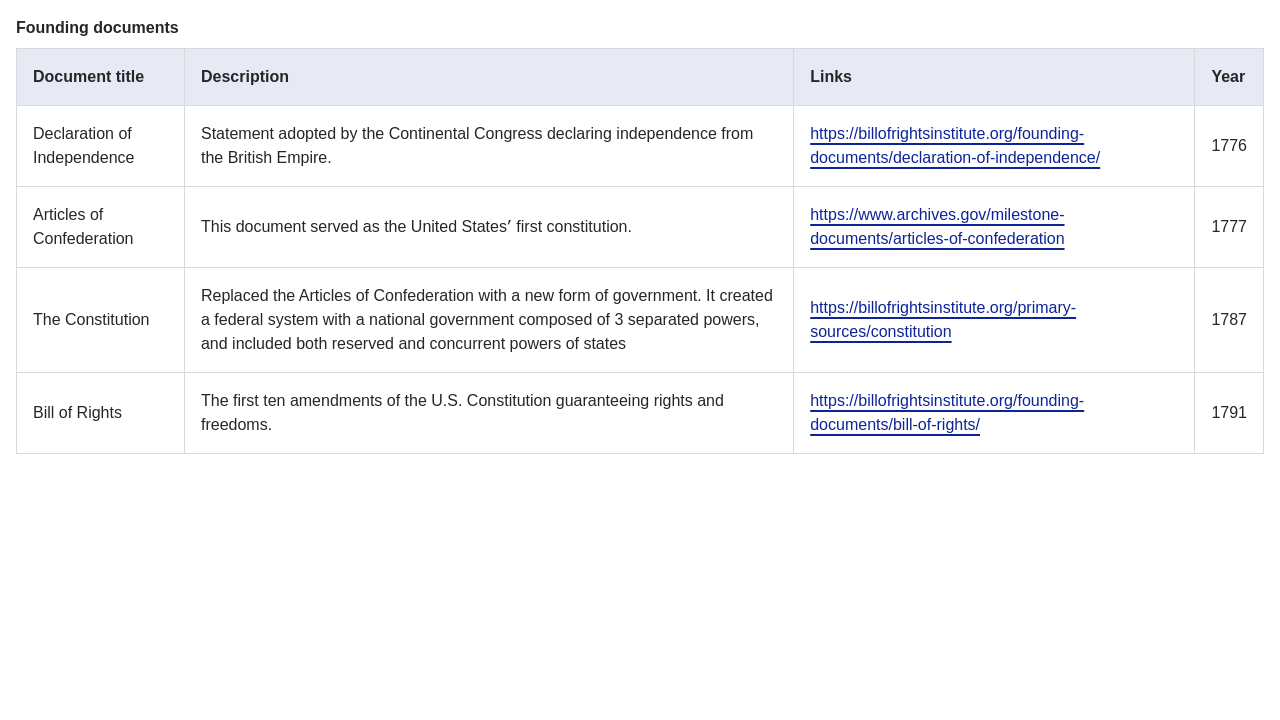 Founding documents
Document title
Description
Links
Year
Declaration of
Independence
Statement adopted by the Continental Congress declaring independence from
the British Empire.
https://billofrightsinstitute.org/founding-
documents/declaration-of-independence/
1776
Articles of
Confederation
This document served as the United Statesʼ first constitution.
https://www.archives.gov/milestone-
documents/articles-of-confederation
1777
The Constitution
Replaced the Articles of Confederation with a new form of government. It created
a federal system with a national government composed of 3 separated powers,
and included both reserved and concurrent powers of states
https://billofrightsinstitute.org/primary-
sources/constitution
1787
Bill of Rights
The first ten amendments of the U.S. Constitution guaranteeing rights and
freedoms.
https://billofrightsinstitute.org/founding-
documents/bill-of-rights/
1791